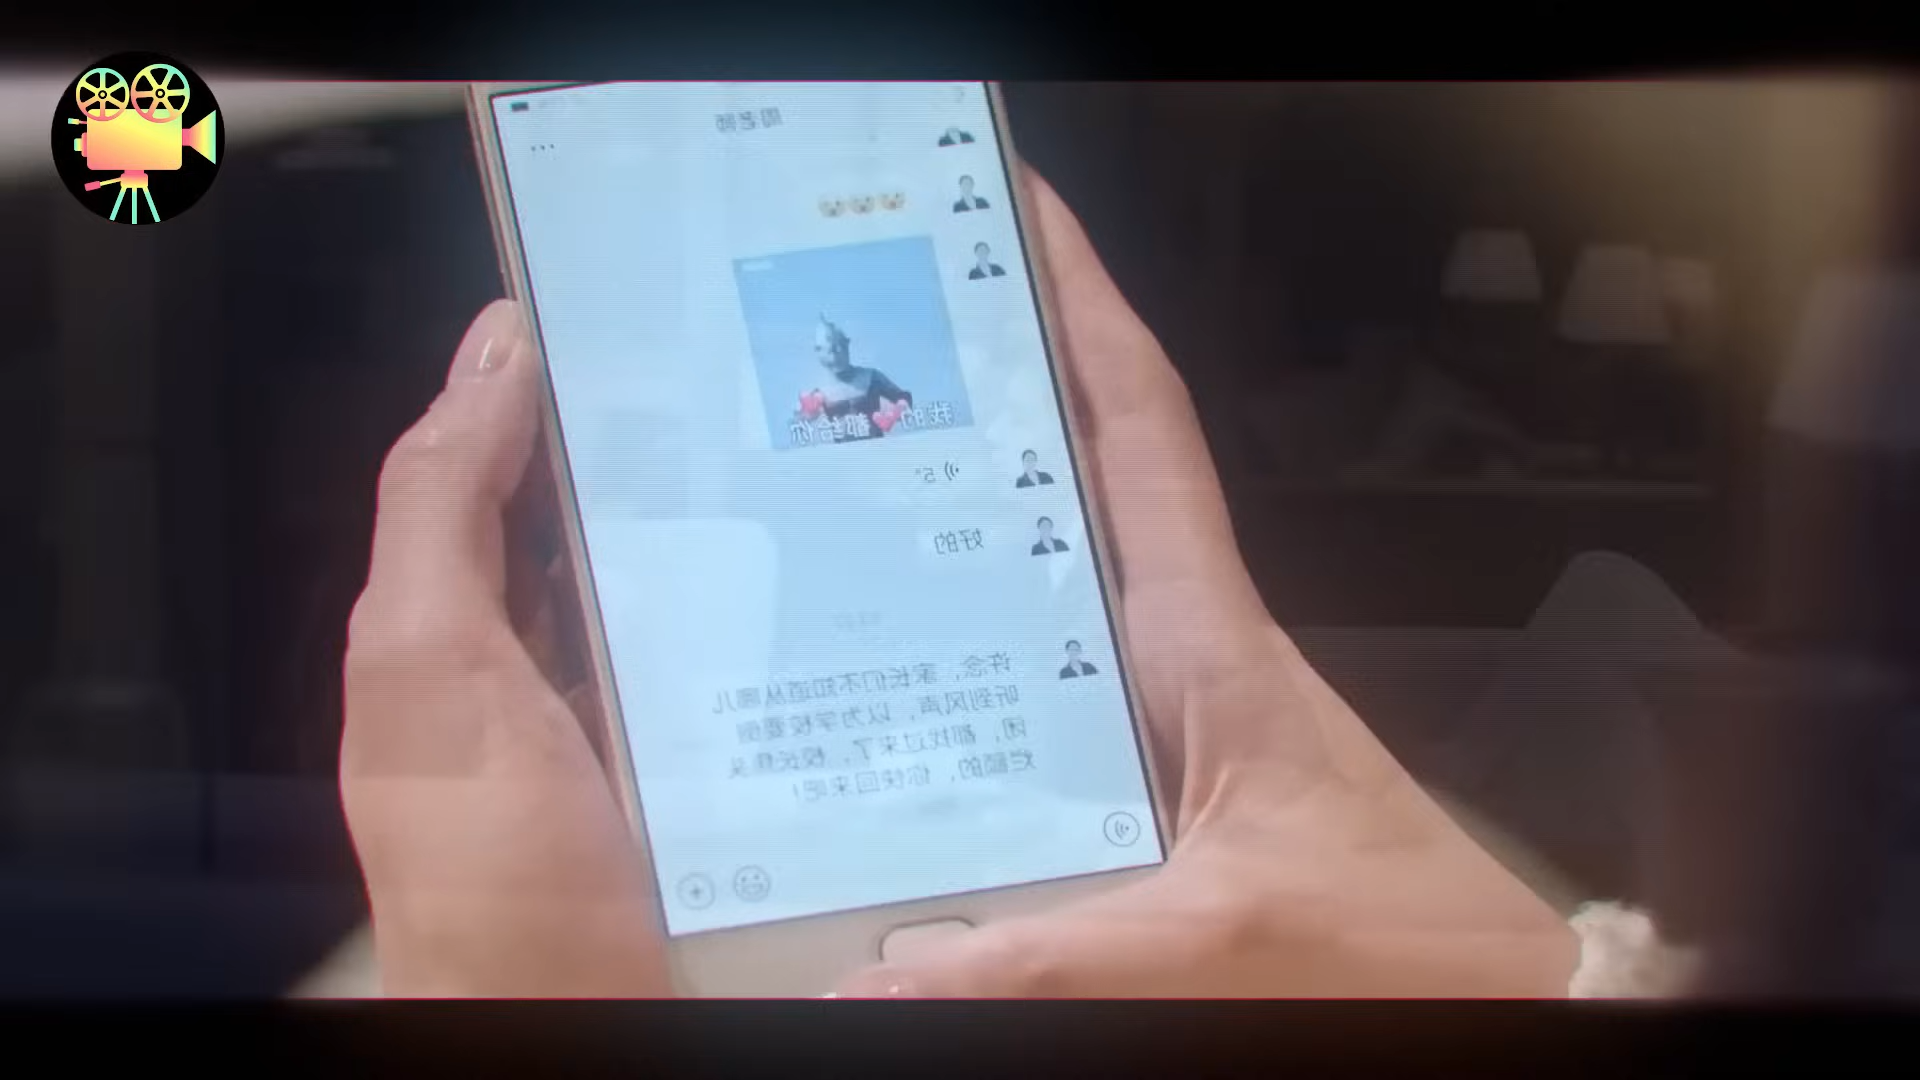 周老师
我的❤都给你
5"
好的
许念，家长们不知道从哪儿
听到风声，以为学校要倒
闭，都找过来了，校长焦头
烂额的，你快回来吧！